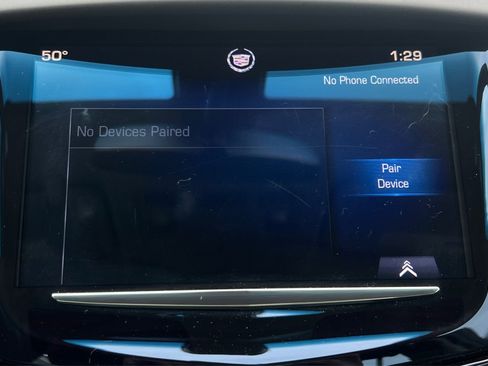 50°
1:29
No Phone Connected
No Devices Paired
Pair
Device